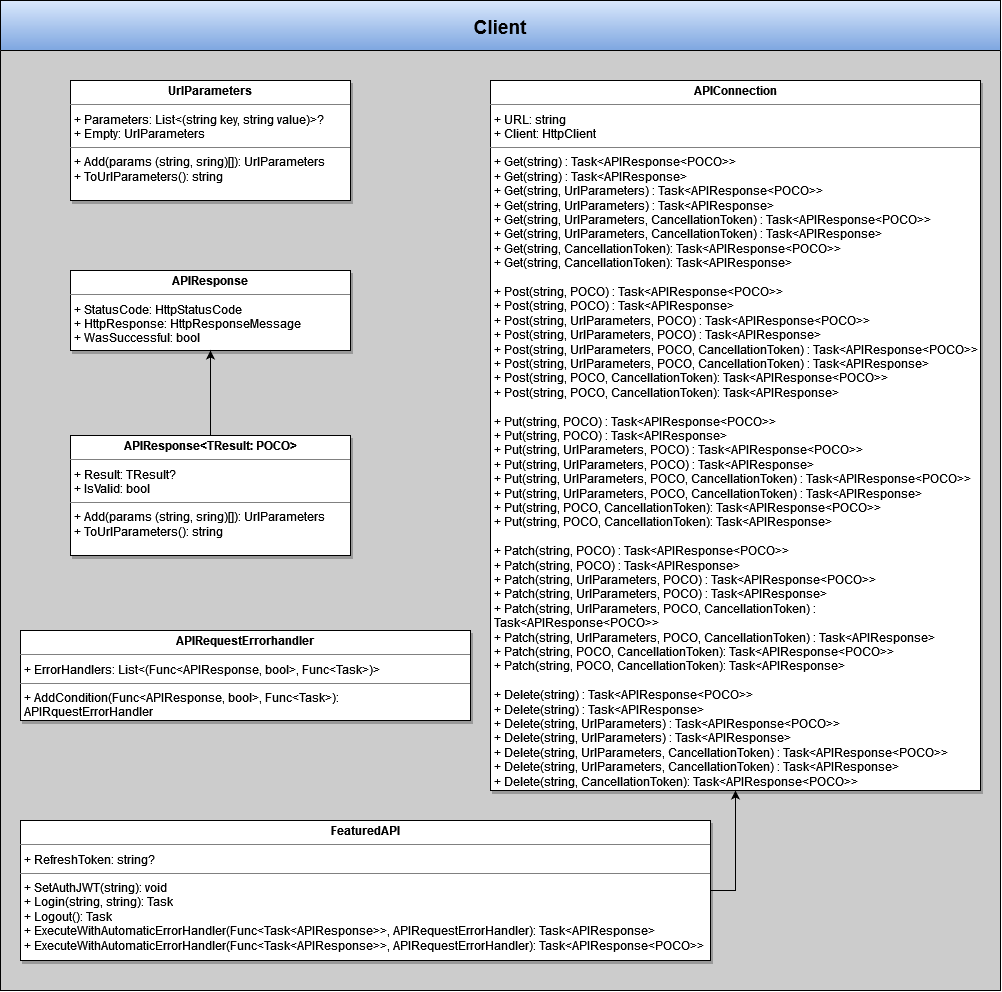 Client
UrlParameters
+ Parameters: List<(string key, string value)>?
+ Empty: UrlParameters
+ Add(params (string, sring)[]): UrlParameters
+ ToUrlParameters(): string
APIResponse
+ StatusCode: HttpStatusCode
+ HttpResponse: HttpResponseMessage
+ WasSuccessful: bool
APIResponse<TResult: POCO>
+ Result: TResult?
+ IsValid: bool
+ Add(params (string, sring)[]): UrlParameters
+ ToUrlParameters(): string
APIRequestErrorhandler
+ ErrorHandlers: List<(Func<APIResponse, bool>, Func<Task>)>
+ AddCondition(Func<APIResponse, bool>, Func<Task>):
APIRquestErrorHandler
APIConnection
+ URL: string
+ Client: HttpClient
+ Get(string) : Task<APIResponse<POCO>>
+ Get(string) : Task<APIResponse>
+ Get(string, UrlParameters) : Task<APIResponse<POCO>>
+ Get(string, UrlParameters) : Task<APIResponse>
+ Get(string, UrlParameters, CancellationToken) : Task<APIResponse<POCO>>
+ Get(string, UrlParameters, CancellationToken) : Task<APIResponse>
+ Get(string, CancellationToken): Task<APIResponse<POCO>>
+ Get(string, CancellationToken): Task<APIResponse>
+ Post(string, POCO) : Task<APIResponse<POCO>>
+ Post(string, POCO) : Task<APIResponse>
+ Post(string, UrlParameters, POCO) : Task<APIResponse<POCO>>
+ Post(string, UrlParameters, POCO) : Task<APIResponse>
+ Post(string, UrlParameters, POCO, CancellationToken) : Task<APIResponse<POCO>>
+ Post(string, UrlParameters, POCO, CancellationToken) : Task<APIResponse>
+ Post(string, POCO, CancellationToken): Task<APIResponse<POCO>>
+ Post(string, POCO, CancellationToken): Task<APIResponse>
+ Put(string, POCO) : Task<APIResponse<POCO>>
+ Put(string, POCO) : Task<APIResponse>
+ Put(string, UrlParameters, POCO) : Task<APIResponse<POCO>>
+ Put(string, UrlParameters, POCO) : Task<APIResponse>
+ Put(string, UrlParameters, POCO, CancellationToken) : Task<APIResponse<POCO>>
+ Put(string, UrlParameters, POCO, CancellationToken) : Task<APIResponse>
+ Put(string, POCO, CancellationToken): Task<APIResponse<POCO>>
+ Put(string, POCO, CancellationToken): Task<APIResponse>
+ Patch(string, POCO) : Task<APIResponse<POCO>>
+ Patch(string, POCO) : Task<APIResponse>
+ Patch(string, UrlParameters, POCO) : Task<APIResponse<POCO>>
+ Patch(string, UrlParameters, POCO) : Task<APIResponse>
+ Patch(string, UrlParameters, POCO, CancellationToken) :
Task<APIResponse<POCO>>
+ Patch(string, UrlParameters, POCO, CancellationToken) : Task<APIResponse>
+ Patch(string, POCO, CancellationToken): Task<APIResponse<POCO>>
+ Patch(string, POCO, CancellationToken): Task<APIResponse>
+ Delete(string) : Task<APIResponse<POCO>>
+ Delete(string) : Task<APIResponse>
+ Delete(string, UrlParameters) : Task<APIResponse<POCO>>
+ Delete(string, UrlParameters) : Task<APIResponse>
+ Delete(string, UrlParameters, CancellationToken) : Task<APIResponse<POCO>>
+ Delete(string, UrlParameters, CancellationToken) : Task<APIResponse>
+ Delete(string, CancellationToken): Task<APIResponse<POCO>>
FeaturedAPI
+ RefreshToken: string?
+ SetAuthJWT(string): void
+ Login(string, string): Task
+ Logout(): Task
+ ExecuteWithAutomaticErrorHandler(Func<Task<APIResponse>>, APIRequestErrorHandler): Task<APIResponse>
+ ExecuteWithAutomaticErrorHandler(Func<Task<APIResponse>>, APIRequestErrorHandler): Task<APIResponse<POCO>>